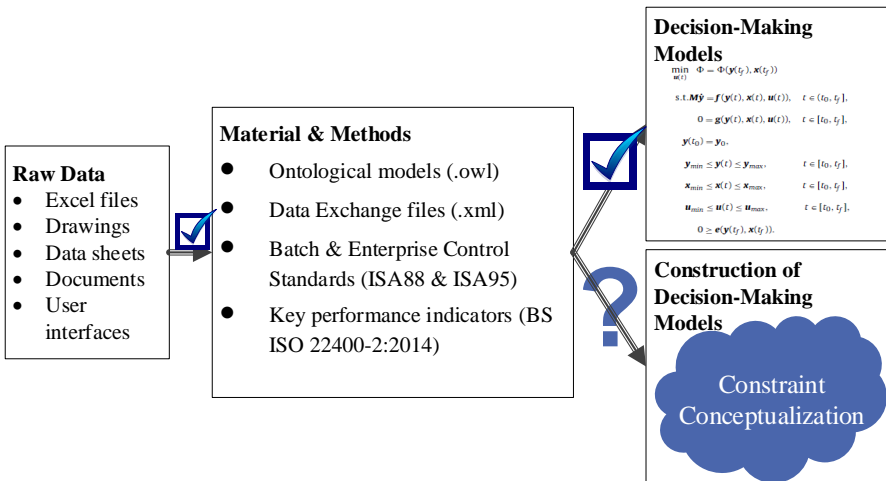 Raw Data
• Excel files
• Drawings
• Data sheets
• Documents
• User
interfaces
Material & Methods
● Ontological models (.owl)
● Data Exchange files (.xml)
● Batch & Enterprise Control
Standards (ISA88 & ISA95)
● Key performance indicators (BS
ISO 22400-2:2014)
?
Decision-Making
Models
min Φ = Φ(y(t_f), x(t_f))
u(t)
s.t. Mẏ = f(y(t), x(t), u(t)), t ∈ (t_0, t_f],
0 = g(y(t), x(t), u(t)), t ∈ [t_0, t_f],
y(t_0) = y_0,
y_min ≤ y(t) ≤ y_max, t ∈ [t_0, t_f],
x_min ≤ x(t) ≤ x_max, t ∈ [t_0, t_f],
u_min ≤ u(t) ≤ u_max, t ∈ [t_0, t_f],
0 ≥ e(y(t_f), x(t_f)).
Construction of
Decision-Making
Models
Constraint
Conceptualization